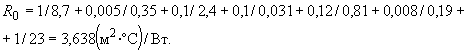 R₀ = 1/8,7 + 0,005/0,35 + 0,1/2,4 + 0,1/0,031 + 0,12/0,81 + 0,008/0,19 +
+ 1/23 = 3,638(м²·°С)/Вт.